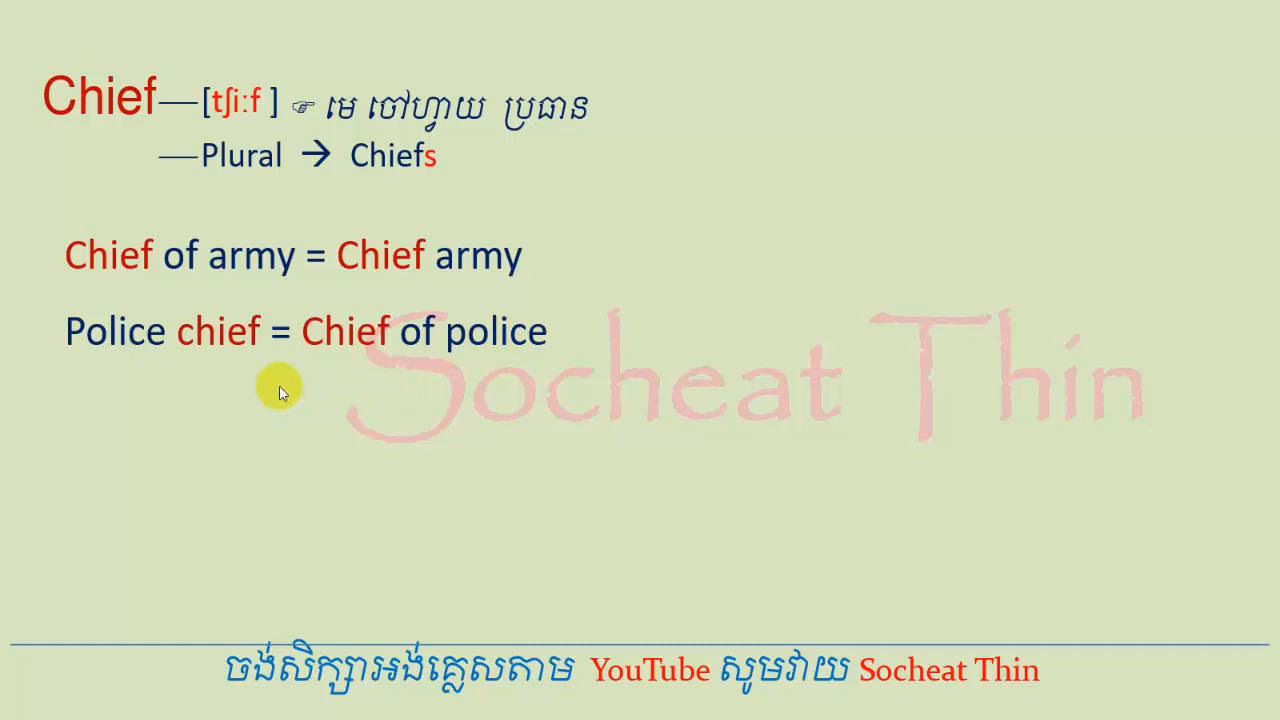 Chief—[tʃiːf ] ☞ មេ ចៅហ្វាយ ប្រធាន
—Plural → Chiefs
Chief of army = Chief army
Police chief = Chief of police
Socheat Thin
ចង់សិក្សាអង់គ្លេសតាម YouTube សូមវាយ Socheat Thin